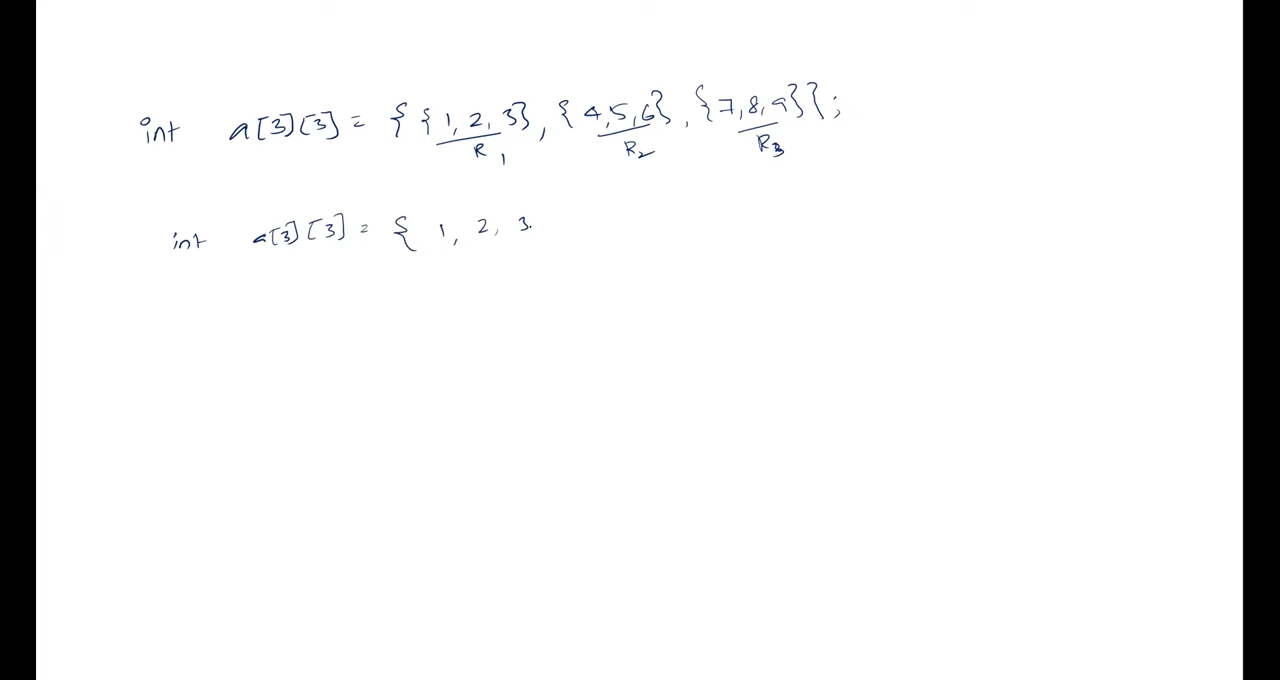 int a[3][3] = { {1, 2, 3}, {4,5,6}, {7,8,9}};
R1 R2 R3
int a[3][3] = { 1, 2, 3.